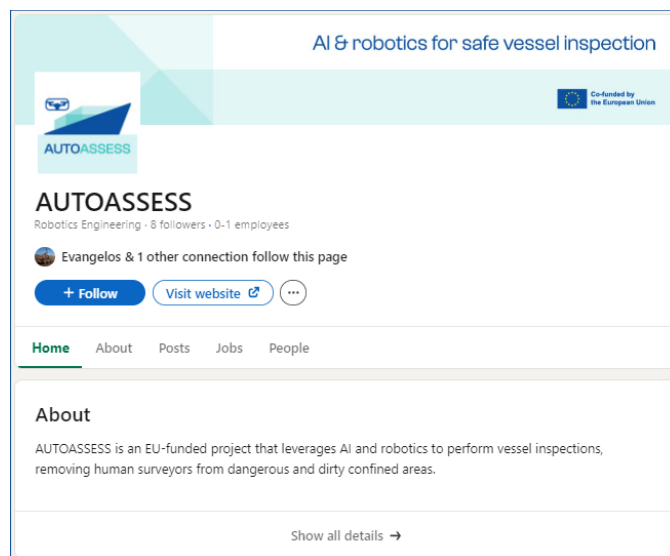 AI & robotics for safe vessel inspection
Co-funded by
the European Union
AUTOASSESS
AUTOASSESS
Robotics Engineering · 8 followers · 0-1 employees
Evangelos & 1 other connection follow this page
+ Follow
Visit website
Home About Posts Jobs People
About
AUTOASSESS is an EU-funded project that leverages AI and robotics to perform vessel inspections,
removing human surveyors from dangerous and dirty confined areas.
Show all details →